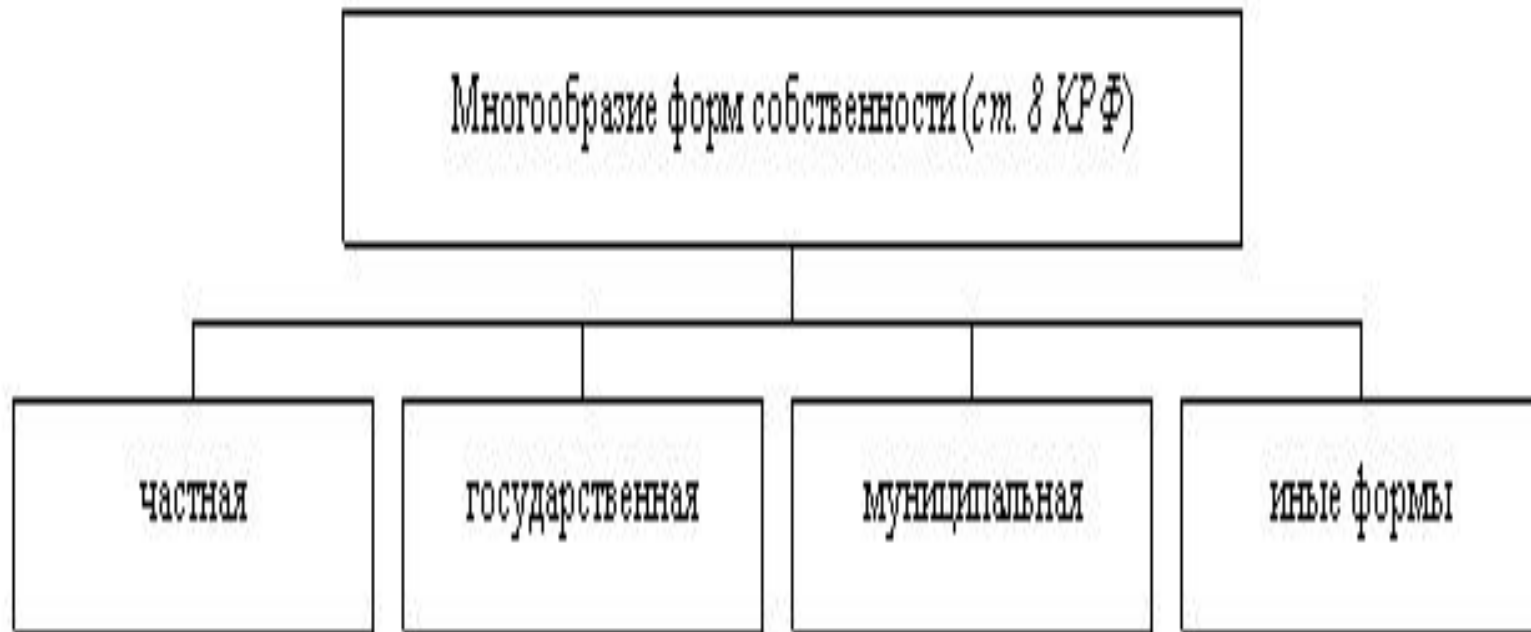 Многообразие форм собственности (ст. 8 КРФ)
частная
государственная
муниципальная
иные формы